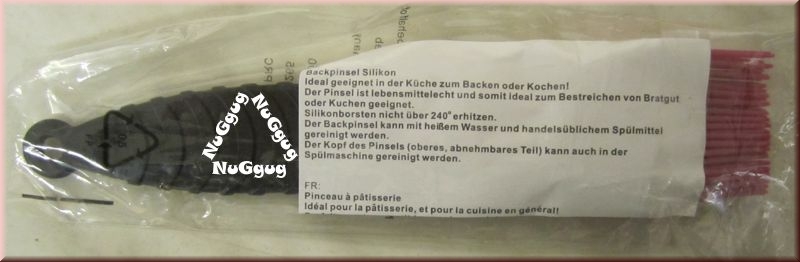 Backpinsel Silikon
Ideal geeignet in der Küche zum Backen oder Kochen!
Der Pinsel ist lebensmittelecht und somit ideal zum Bestreichen von Bratgut
oder Kuchen geeignet.
Silikonborsten nicht über 240° erhitzen.
Der Backpinsel kann mit heißem Wasser und handelsüblichem Spülmittel
gereinigt werden.
Der Kopf des Pinsels (oberes, abnehmbares Teil) kann auch in der
Spülmaschine gereinigt werden.
FR:
Pinceau à pâtisserie
Idéal pour la pâtisserie, et pour la cuisine en général!
NuGgug
NuGgug
NuGgug
PRC
265